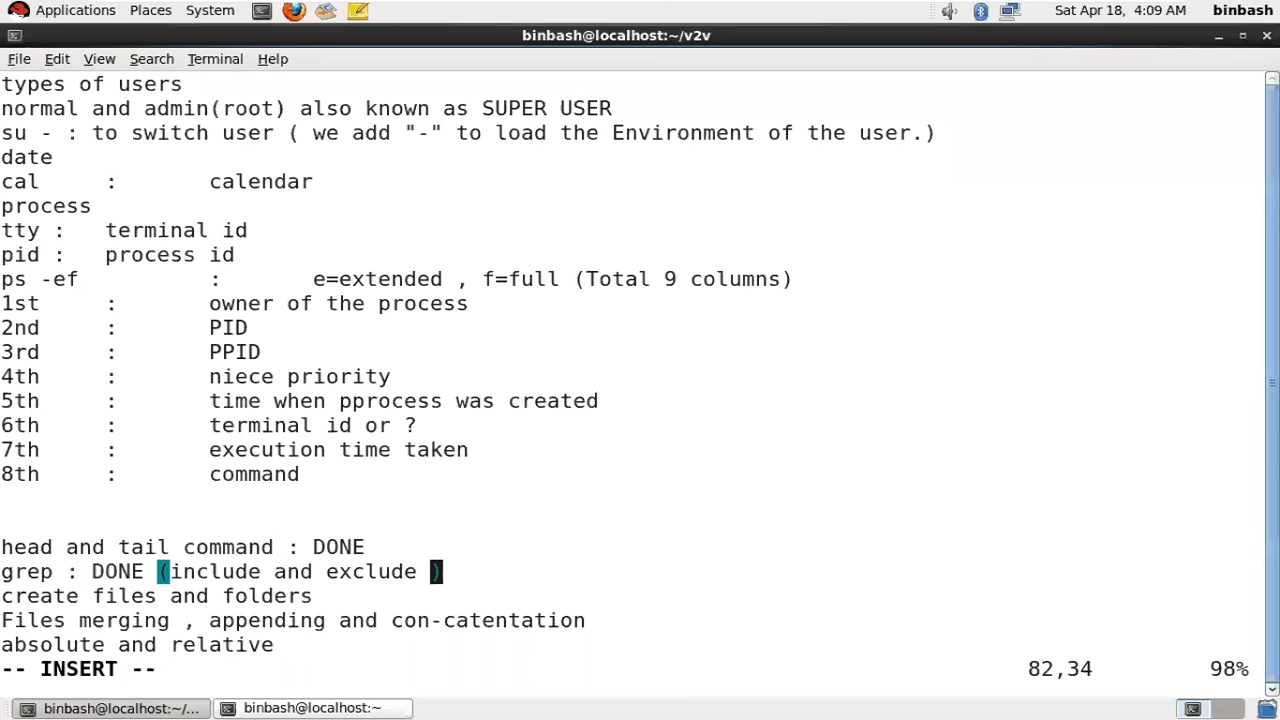 Applications Places System Sat Apr 18, 4:09 AM binbash
binbash@localhost:~/v2v
File Edit View Search Terminal Help
types of users
normal and admin(root) also known as SUPER USER
su - : to switch user ( we add "-" to load the Environment of the user.)
date
cal : calendar
process
tty : terminal id
pid : process id
ps -ef : e=extended , f=full (Total 9 columns)
1st : owner of the process
2nd : PID
3rd : PPID
4th : niece priority
5th : time when pprocess was created
6th : terminal id or ?
7th : execution time taken
8th : command
head and tail command : DONE
grep : DONE (include and exclude )
create files and folders
Files merging , appending and con-catentation
absolute and relative
-- INSERT -- 82,34 98%
binbash@localhost:~/... binbash@localhost:~